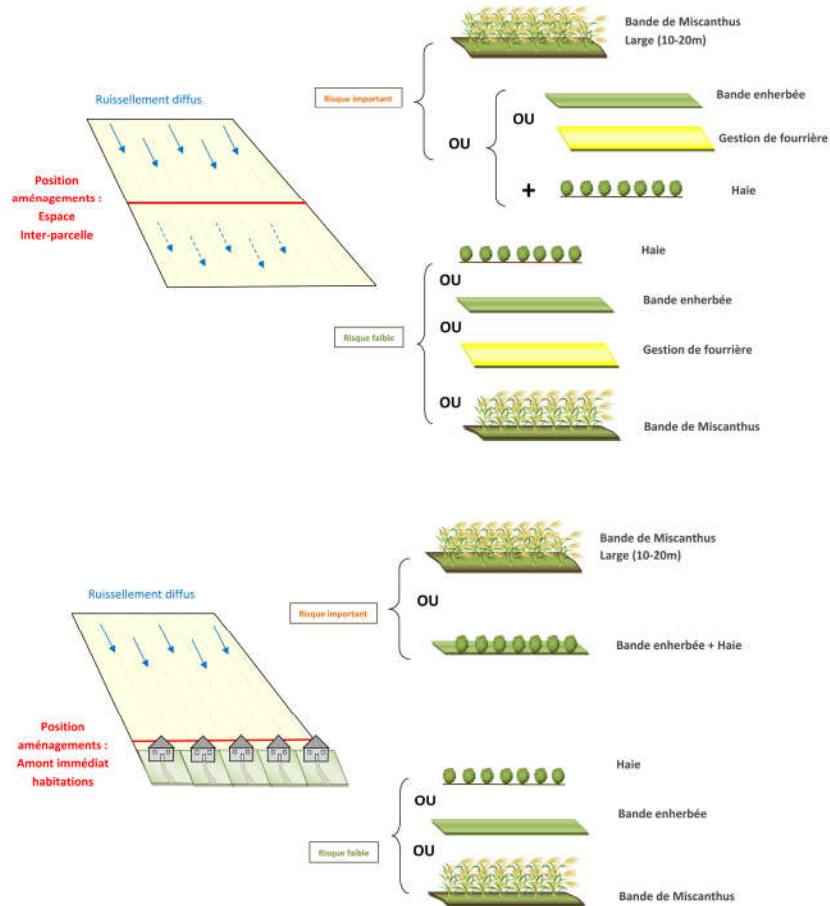 Bande de Miscanthus
Large (10-20m)
Ruissellement diffus
Risque important
Bande enherbée
OU
Gestion de fourrière
OU
Position
aménagements :
Espace
Inter-parcelle
+
Haie
Haie
OU
Bande enherbée
OU
Risque faible
Gestion de fourrière
OU
Bande de Miscanthus
Bande de Miscanthus
Large (10-20m)
Ruissellement diffus
Risque important
OU
Bande enherbée + Haie
Position
aménagements :
Amont immédiat
habitations
Haie
OU
Bande enherbée
Risque faible
OU
Bande de Miscanthus